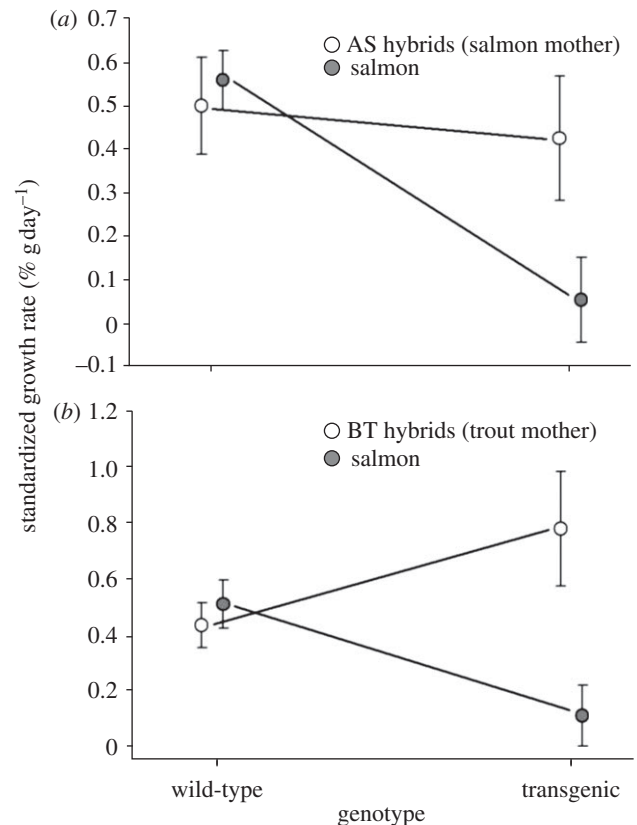 (a)
0.7
0.6
0.5
0.4
0.3
0.2
0.1
0
–0.1
AS hybrids (salmon mother)
salmon
standardized growth rate (% g day⁻¹)
(b)
1.2
1.0
0.8
0.6
0.4
0.2
0
BT hybrids (trout mother)
salmon
wild-type
transgenic
genotype